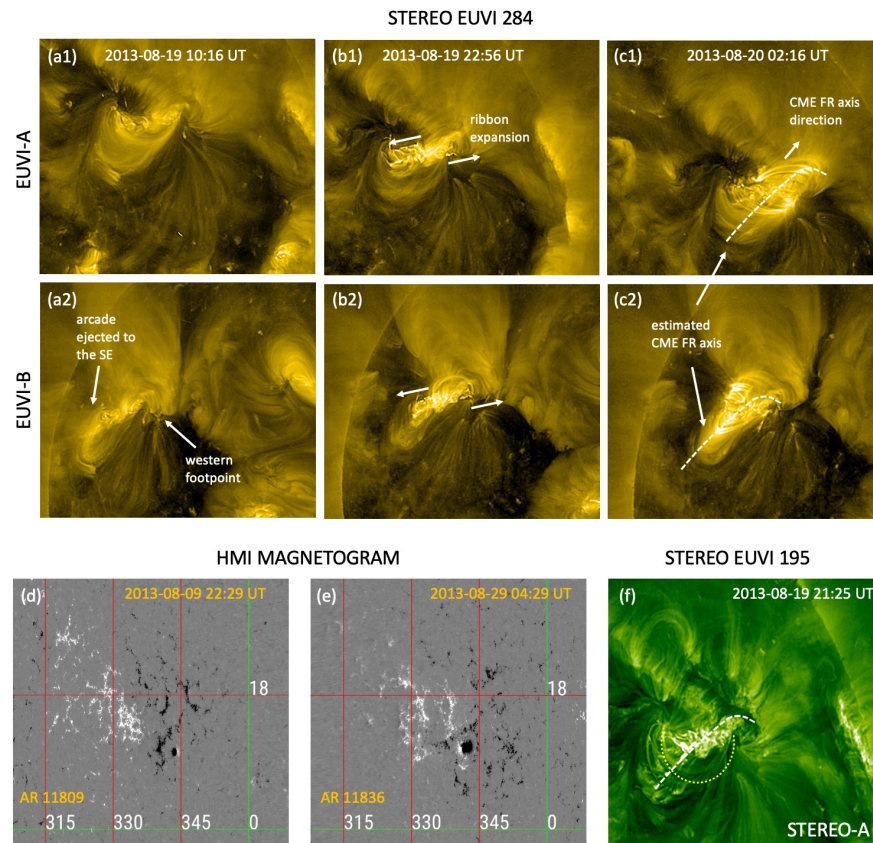 STEREO EUVI 284
(a1) 2013-08-19 10:16 UT
(b1) 2013-08-19 22:56 UT
(c1) 2013-08-20 02:16 UT
EUVI-A
ribbon
expansion
CME FR axis
direction
(a2)
(b2)
(c2)
EUVI-B
arcade
ejected to
the SE
western
footpoint
estimated
CME FR axis
HMI MAGNETOGRAM
STEREO EUVI 195
(d) 2013-08-09 22:29 UT
18
AR 11809
315 330 345 0
(e) 2013-08-29 04:29 UT
18
AR 11836
315 330 345 0
(f) 2013-08-19 21:25 UT
STEREO-A